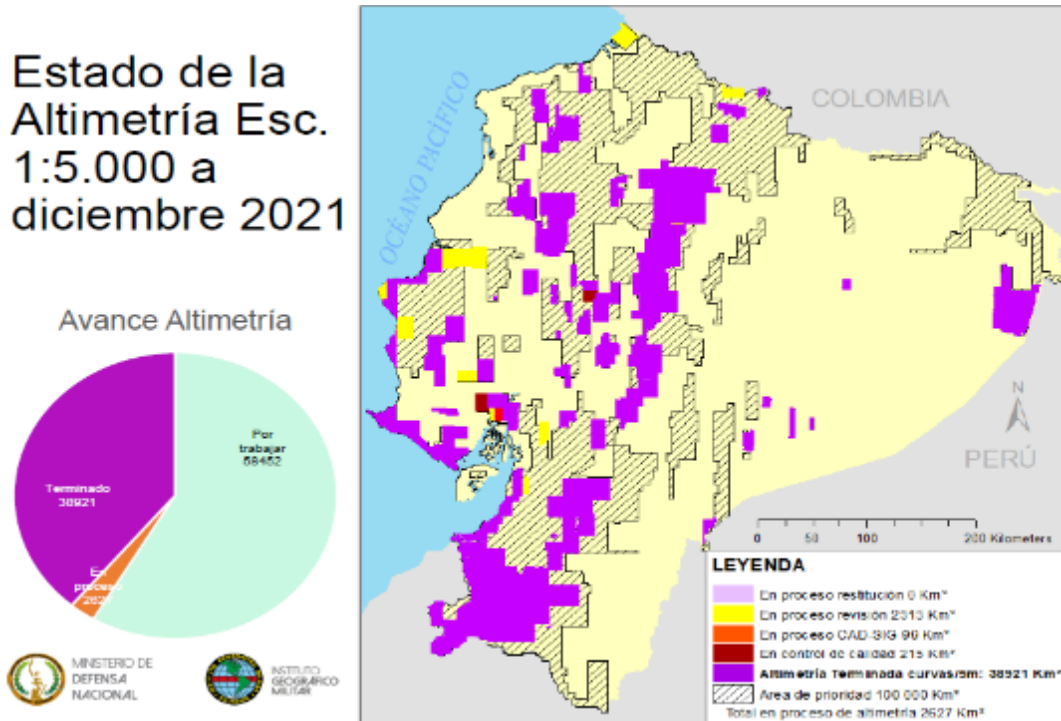 Estado de la
Altimetría Esc.
1:5.000 a
diciembre 2021
Avance Altimetría
Por
trabajar
58452
Terminado
38921
En
proceso
2627
MINISTERIO DE
DEFENSA
NACIONAL
INSTITUTO
GEOGRÁFICO
MILITAR
OCÉANO PACÍFICO
COLOMBIA
N
PERÚ
0 50 100 200 Kilometers
LEYENDA
En proceso restitución 0 Km²
En proceso revisión 2313 Km²
En proceso CAD-SIG 96 Km²
En control de calidad 215 Km²
Altimetría Terminada curvas/5m: 38921 Km²
Area de prioridad 100 000 Km²
Total en proceso de altimetría 2627 Km²